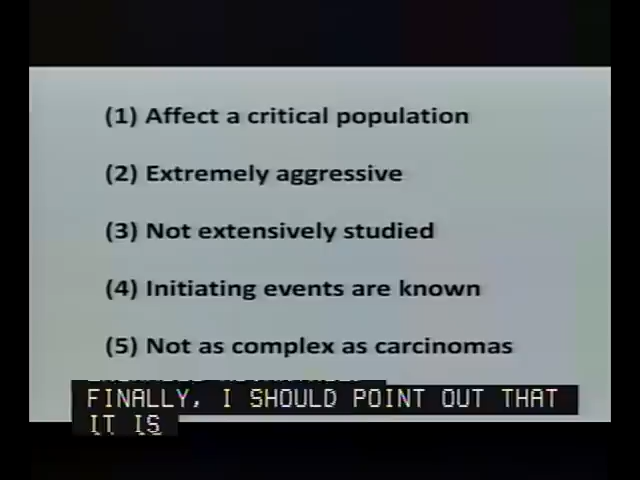 (1) Affect a critical population
(2) Extremely aggressive
(3) Not extensively studied
(4) Initiating events are known
(5) Not as complex as carcinomas
FINALLY, I SHOULD POINT OUT THAT
IT IS